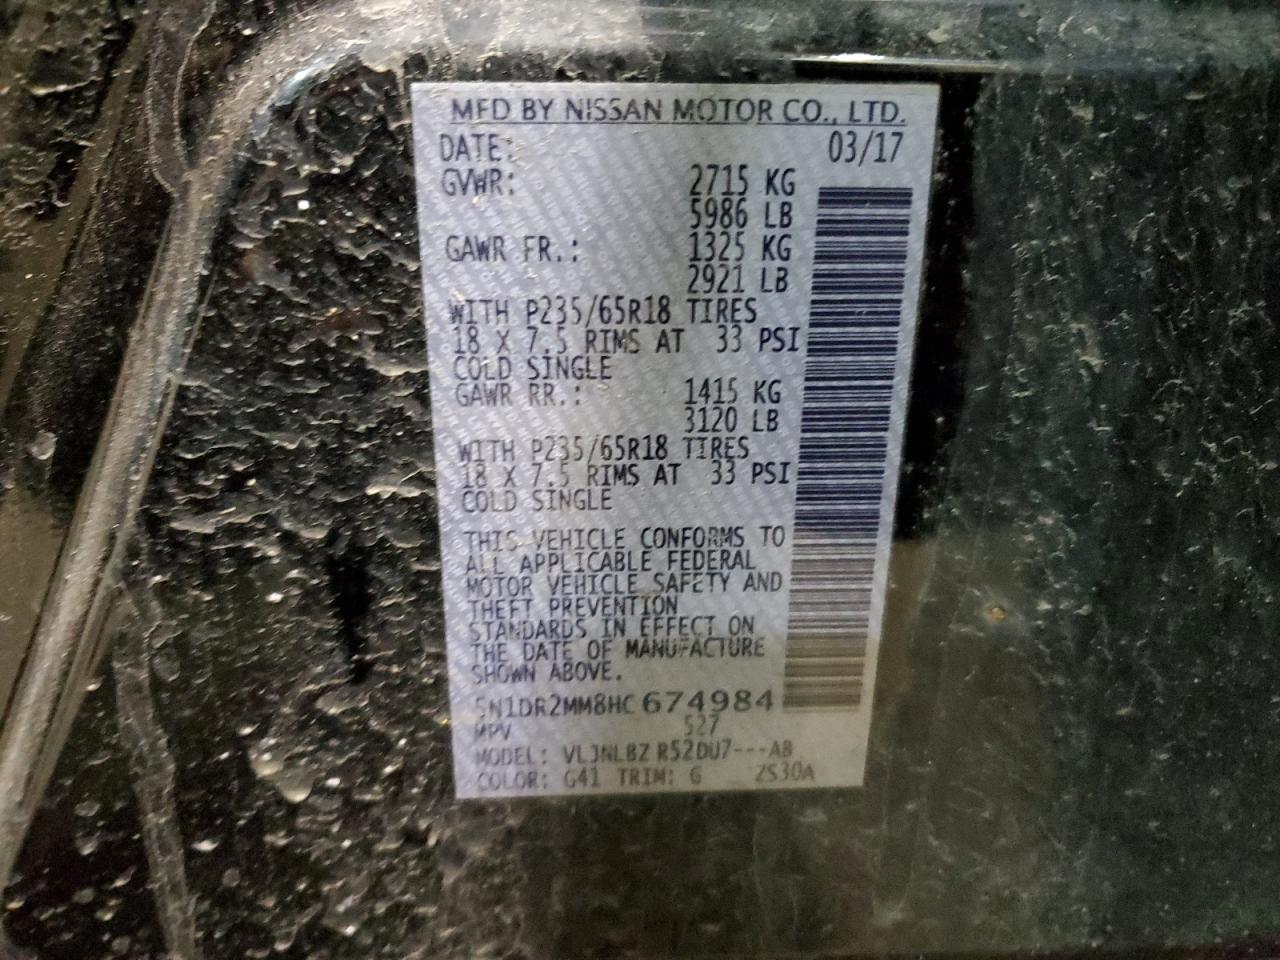 MFD BY NISSAN MOTOR CO., LTD.
DATE: 03/17
GVWR: 2715 KG
5986 LB
GAWR FR.: 1325 KG
2921 LB
WITH P235/65R18 TIRES
18 X 7.5 RIMS AT 33 PSI
COLD SINGLE
GAWR RR.: 1415 KG
3120 LB
WITH P235/65R18 TIRES
18 X 7.5 RIMS AT 33 PSI
COLD SINGLE
THIS VEHICLE CONFORMS TO
ALL APPLICABLE FEDERAL
MOTOR VEHICLE SAFETY AND
THEFT PREVENTION
STANDARDS IN EFFECT ON
THE DATE OF MANUFACTURE
SHOWN ABOVE.
5N1DR2MM8HC674984
MPV 527
MODEL: VLJNLBZ R52DU7---AB
COLOR: G41 TRIM: G ZS30A